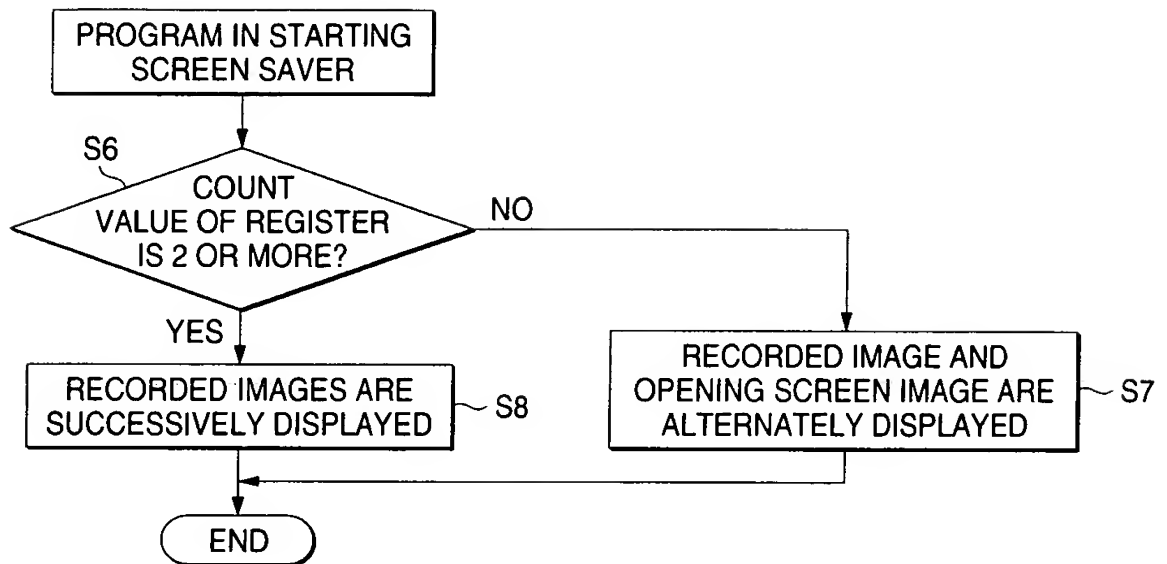 PROGRAM IN STARTING
SCREEN SAVER
S6
COUNT
VALUE OF REGISTER
IS 2 OR MORE?
NO
YES
RECORDED IMAGES ARE
SUCCESSIVELY DISPLAYED
S8
RECORDED IMAGE AND
OPENING SCREEN IMAGE ARE
ALTERNATELY DISPLAYED
S7
END